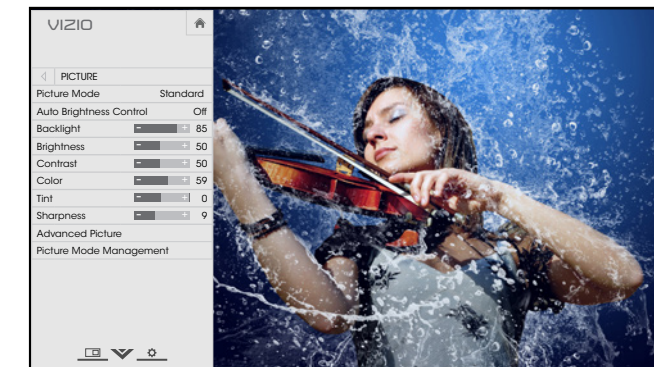 VIZIO
PICTURE
Picture Mode Standard
Auto Brightness Control Off
Backlight 85
Brightness 50
Contrast 50
Color 59
Tint 0
Sharpness 9
Advanced Picture
Picture Mode Management